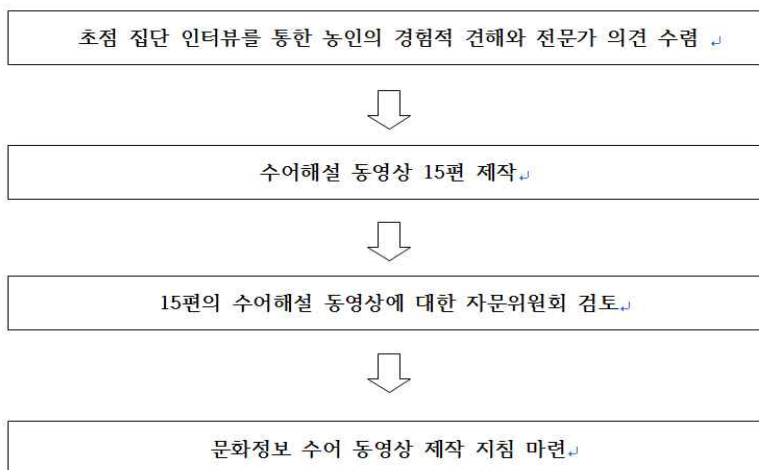 초점 집단 인터뷰를 통한 농인의 경험적 견해와 전문가 의견 수렴
수어해설 동영상 15편 제작
15편의 수어해설 동영상에 대한 자문위원회 검토
문화정보 수어 동영상 제작 지침 마련